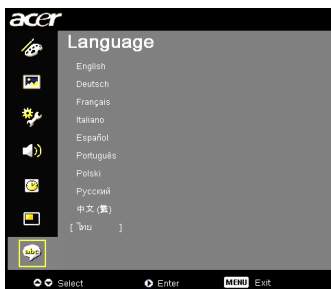 acer
Language
English
Deutsch
Français
Italiano
Español
Português
Polski
Русский
中文 (繁)
[ ไทย ]
abc
Select Enter MENU Exit